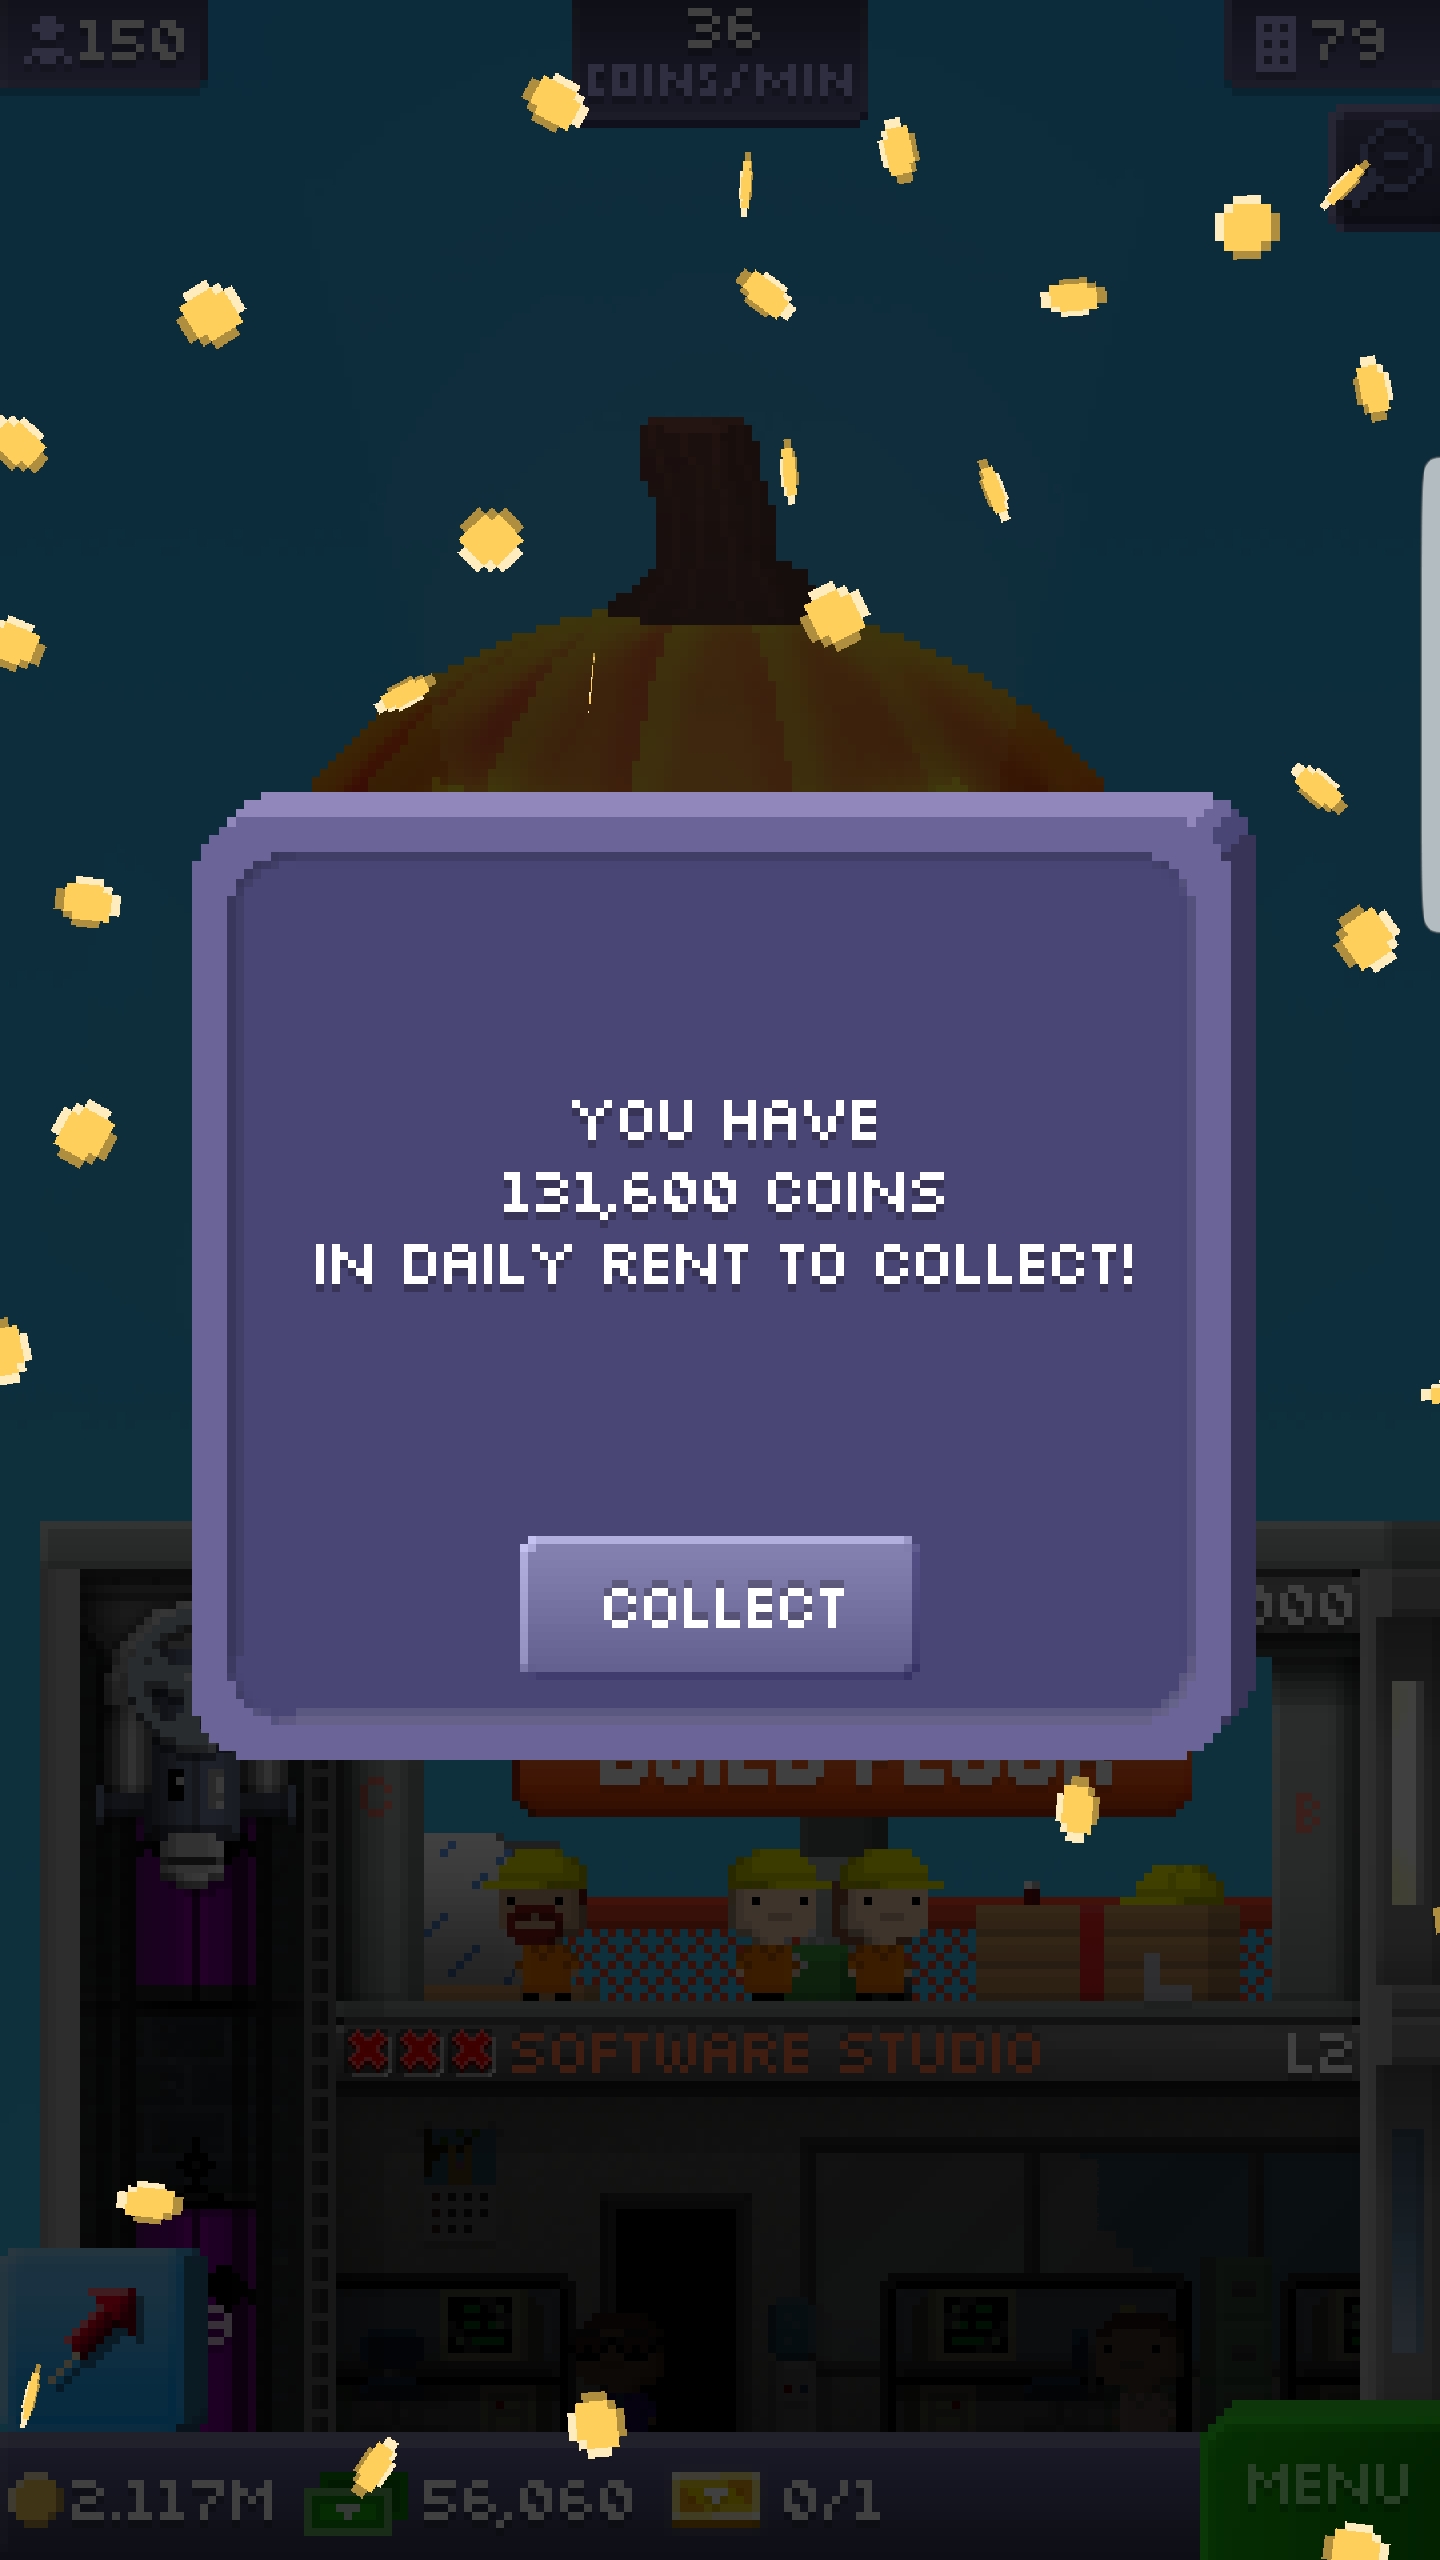 150
36
COINS/MIN
79
YOU HAVE
131,600 COINS
IN DAILY RENT TO COLLECT!
COLLECT
000
C
B
SOFTWARE STUDIO
L2
2.117M
56,060
0/1
MENU